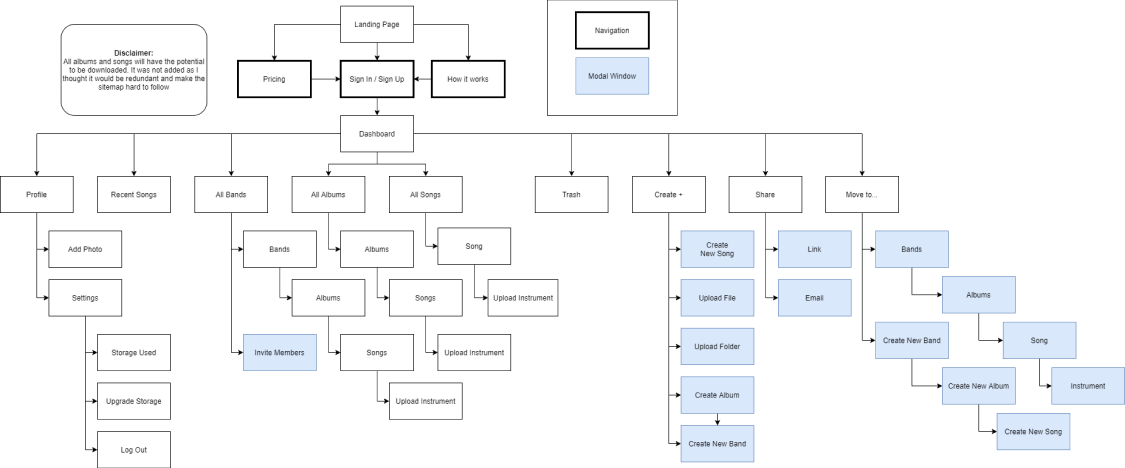 Landing Page
Navigation
Disclaimer:
All albums and songs will have the potential
to be downloaded. It was not added as I
thought it would be redundant and make the
sitemap hard to follow
Pricing
Sign In / Sign Up
How it works
Modal Window
Dashboard
Profile
Recent Songs
All Bands
All Albums
All Songs
Trash
Create +
Share
Move to...
Add Photo
Bands
Albums
Song
Create
New Song
Link
Bands
Settings
Albums
Songs
Upload Instrument
Upload File
Email
Albums
Storage Used
Invite Members
Songs
Upload Instrument
Upload Folder
Create New Band
Song
Upgrade Storage
Upload Instrument
Create Album
Create New Album
Instrument
Log Out
Create New Band
Create New Song